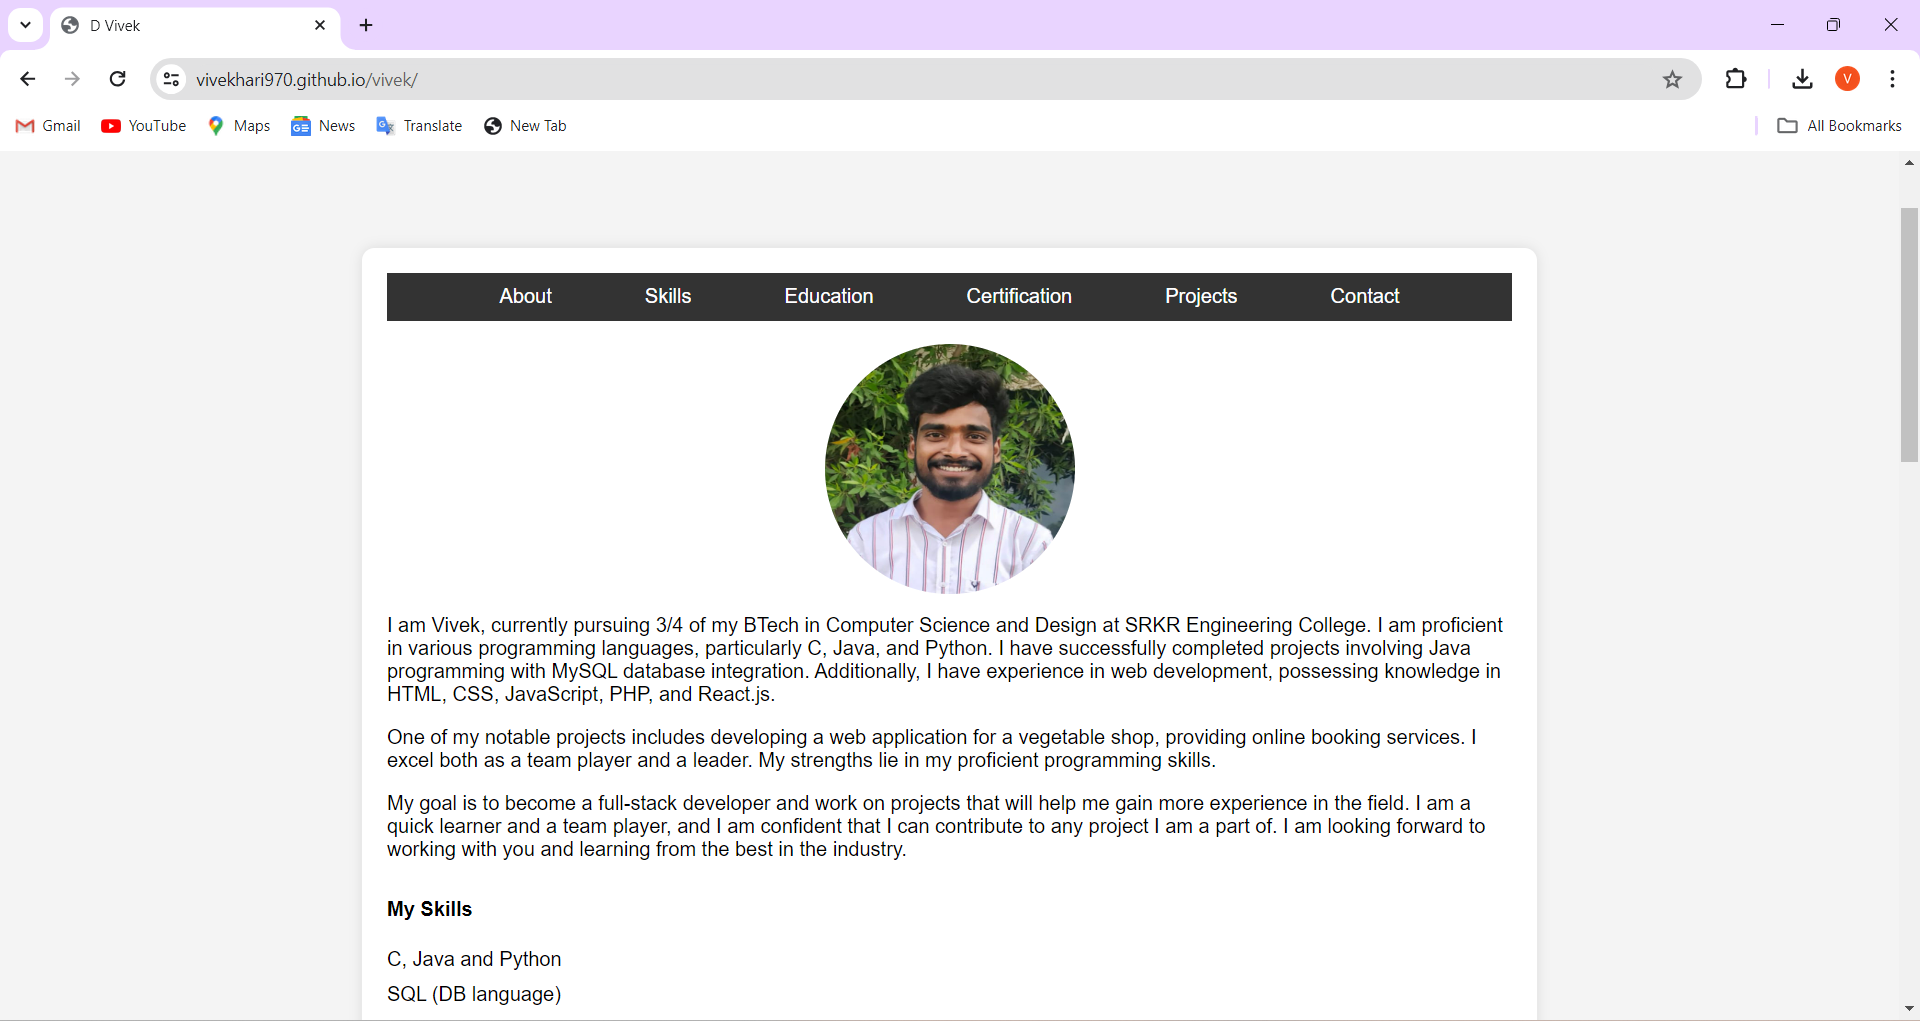 D Vivek
vivekhari970.github.io/vivek/
V
Gmail YouTube Maps News Translate New Tab All Bookmarks
About Skills Education Certification Projects Contact
I am Vivek, currently pursuing 3/4 of my BTech in Computer Science and Design at SRKR Engineering College. I am proficient
in various programming languages, particularly C, Java, and Python. I have successfully completed projects involving Java
programming with MySQL database integration. Additionally, I have experience in web development, possessing knowledge in
HTML, CSS, JavaScript, PHP, and React.js.
One of my notable projects includes developing a web application for a vegetable shop, providing online booking services. I
excel both as a team player and a leader. My strengths lie in my proficient programming skills.
My goal is to become a full-stack developer and work on projects that will help me gain more experience in the field. I am a
quick learner and a team player, and I am confident that I can contribute to any project I am a part of. I am looking forward to
working with you and learning from the best in the industry.
My Skills
C, Java and Python
SQL (DB language)